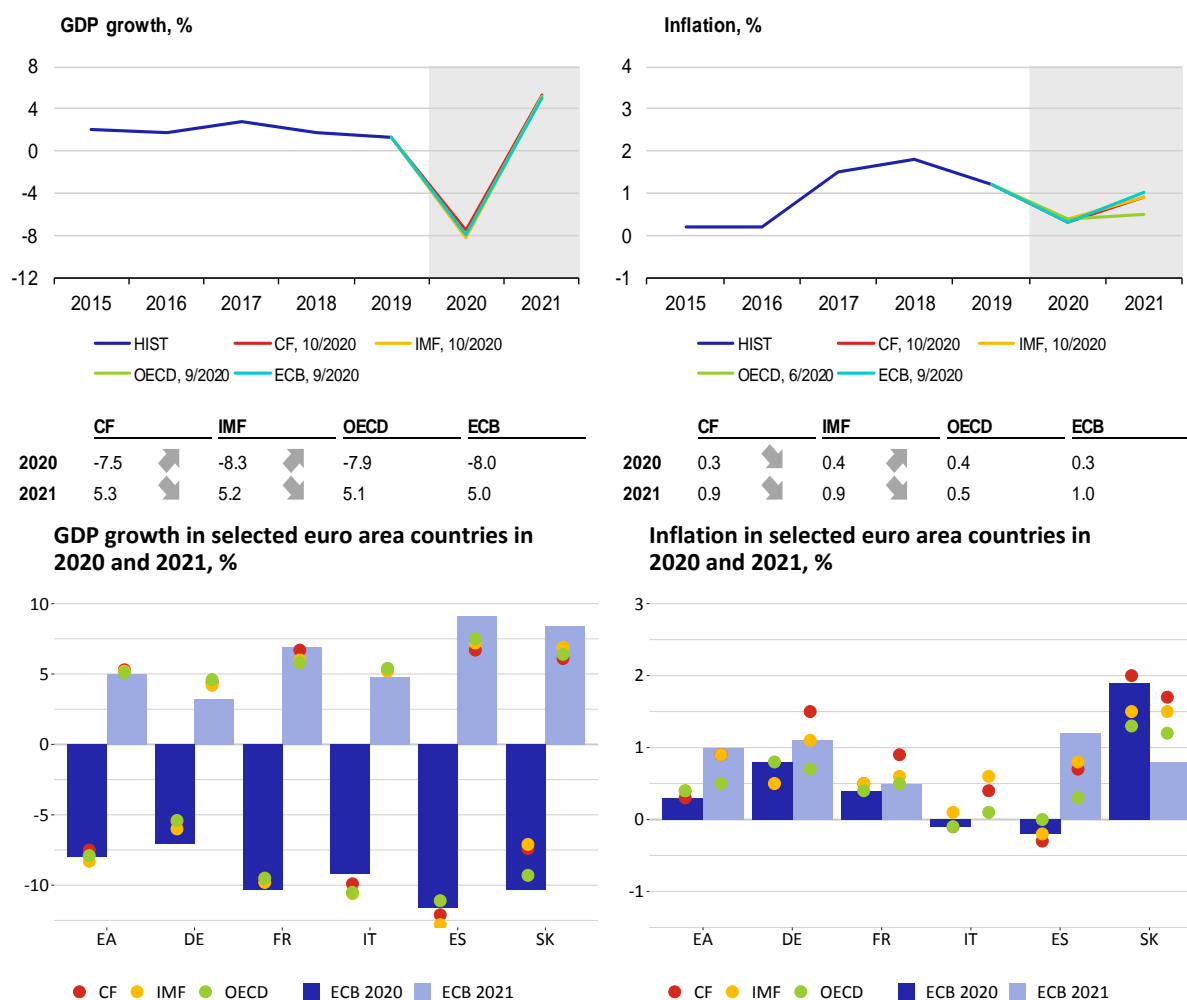 GDP growth, %
8
4
0
-4
-8
-12
2015 2016 2017 2018 2019 2020 2021
HIST CF, 10/2020 IMF, 10/2020
OECD, 9/2020 ECB, 9/2020
CF IMF OECD ECB
2020 -7.5 -8.3 -7.9 -8.0
2021 5.3 5.2 5.1 5.0
Inflation, %
4
3
2
1
0
-1
2015 2016 2017 2018 2019 2020 2021
HIST CF, 10/2020 IMF, 10/2020
OECD, 6/2020 ECB, 9/2020
CF IMF OECD ECB
2020 0.3 0.4 0.4 0.3
2021 0.9 0.9 0.5 1.0
GDP growth in selected euro area countries in
2020 and 2021, %
10
5
0
-5
-10
EA DE FR IT ES SK
CF IMF OECD ECB 2020 ECB 2021
Inflation in selected euro area countries in
2020 and 2021, %
3
2
1
0
-1
EA DE FR IT ES SK
CF IMF OECD ECB 2020 ECB 2021